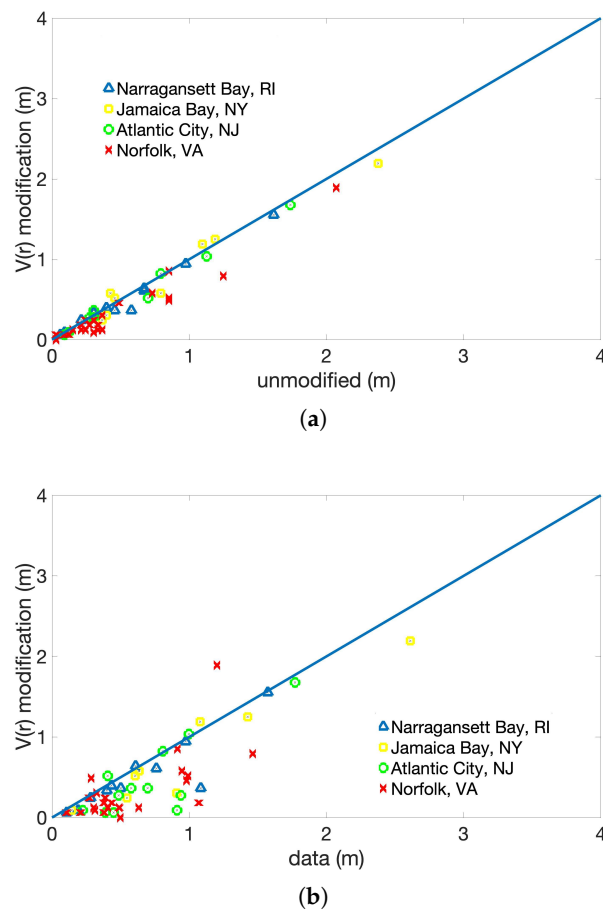 4
3
2
1
0
0
1
2
3
4
V(r) modification (m)
unmodified (m)
Narragansett Bay, RI
Jamaica Bay, NY
Atlantic City, NJ
Norfolk, VA
(a)
4
3
2
1
0
0
1
2
3
4
V(r) modification (m)
data (m)
Narragansett Bay, RI
Jamaica Bay, NY
Atlantic City, NJ
Norfolk, VA
(b)